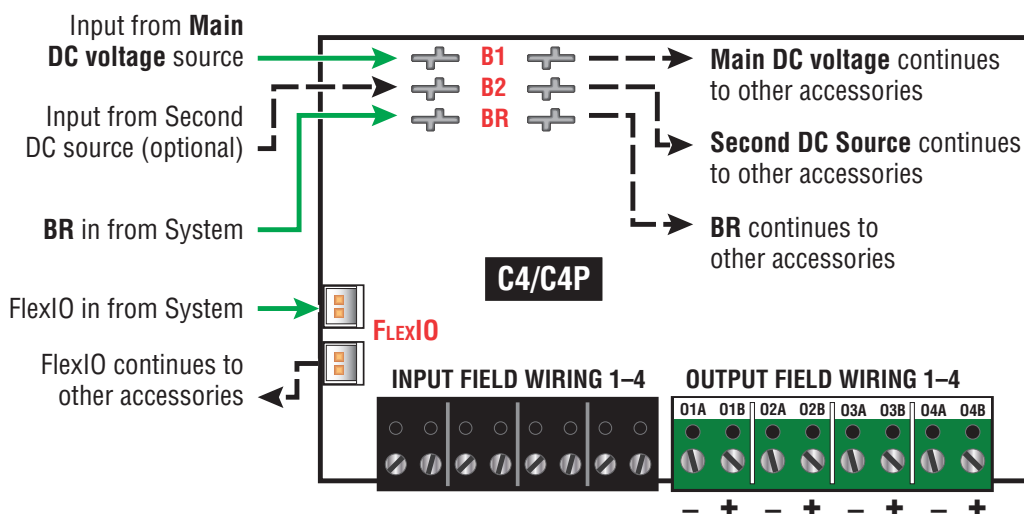 Input from Main
DC voltage source
Input from Second
DC source (optional)
BR in from System
FlexIO in from System
FlexIO continues to
other accessories
B1
B2
BR
Main DC voltage continues
to other accessories
Second DC Source continues
to other accessories
BR continues to
other accessories
C4/C4P
FLEXIO
INPUT FIELD WIRING 1–4
OUTPUT FIELD WIRING 1–4
O1A O1B O2A O2B O3A O3B O4A O4B
– + – + – + – +